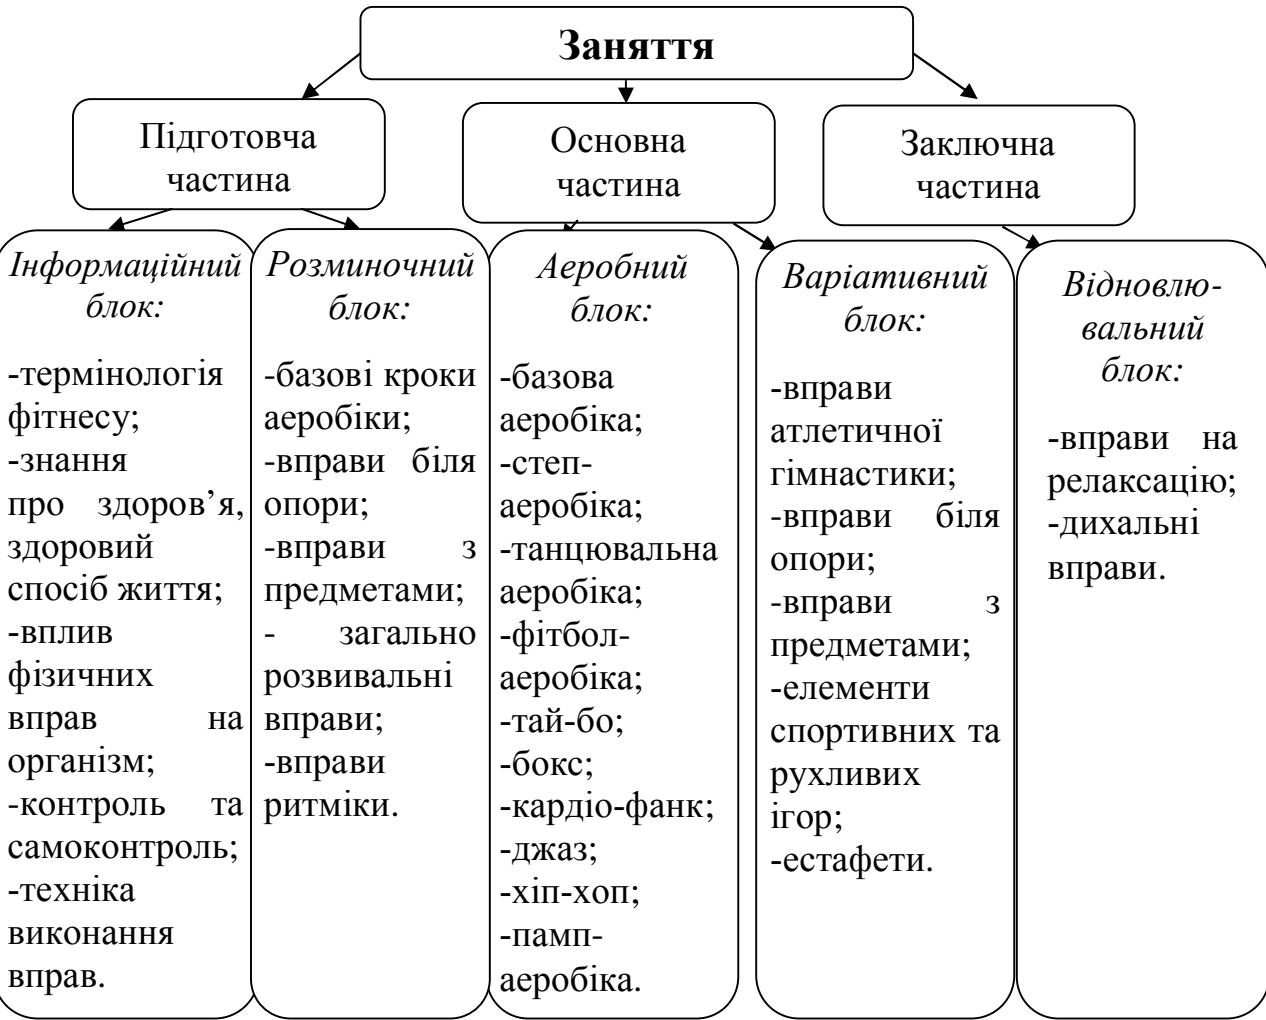 Заняття
Підготовча
частина
Основна
частина
Заключна
частина
Інформаційний
блок:
-термінологія
фітнесу;
-знання
про здоров’я,
здоровий
спосіб життя;
-вплив
фізичних
вправ на
організм;
-контроль та
самоконтроль;
-техніка
виконання
вправ.
Розминочний
блок:
-базові кроки
аеробіки;
-вправи біля
опори;
-вправи з
предметами;
- загально
розвивальні
вправи;
-вправи
ритміки.
Аеробний
блок:
-базова
аеробіка;
-степ-
аеробіка;
-танцювальна
аеробіка;
-фітбол-
аеробіка;
-тай-бо;
-бокс;
-кардіо-фанк;
-джаз;
-хіп-хоп;
-памп-
аеробіка.
Варіативний
блок:
-вправи
атлетичної
гімнастики;
-вправи біля
опори;
-вправи з
предметами;
-елементи
спортивних та
рухливих
ігор;
-естафети.
Відновлю-
вальний
блок:
-вправи на
релаксацію;
-дихальні
вправи.